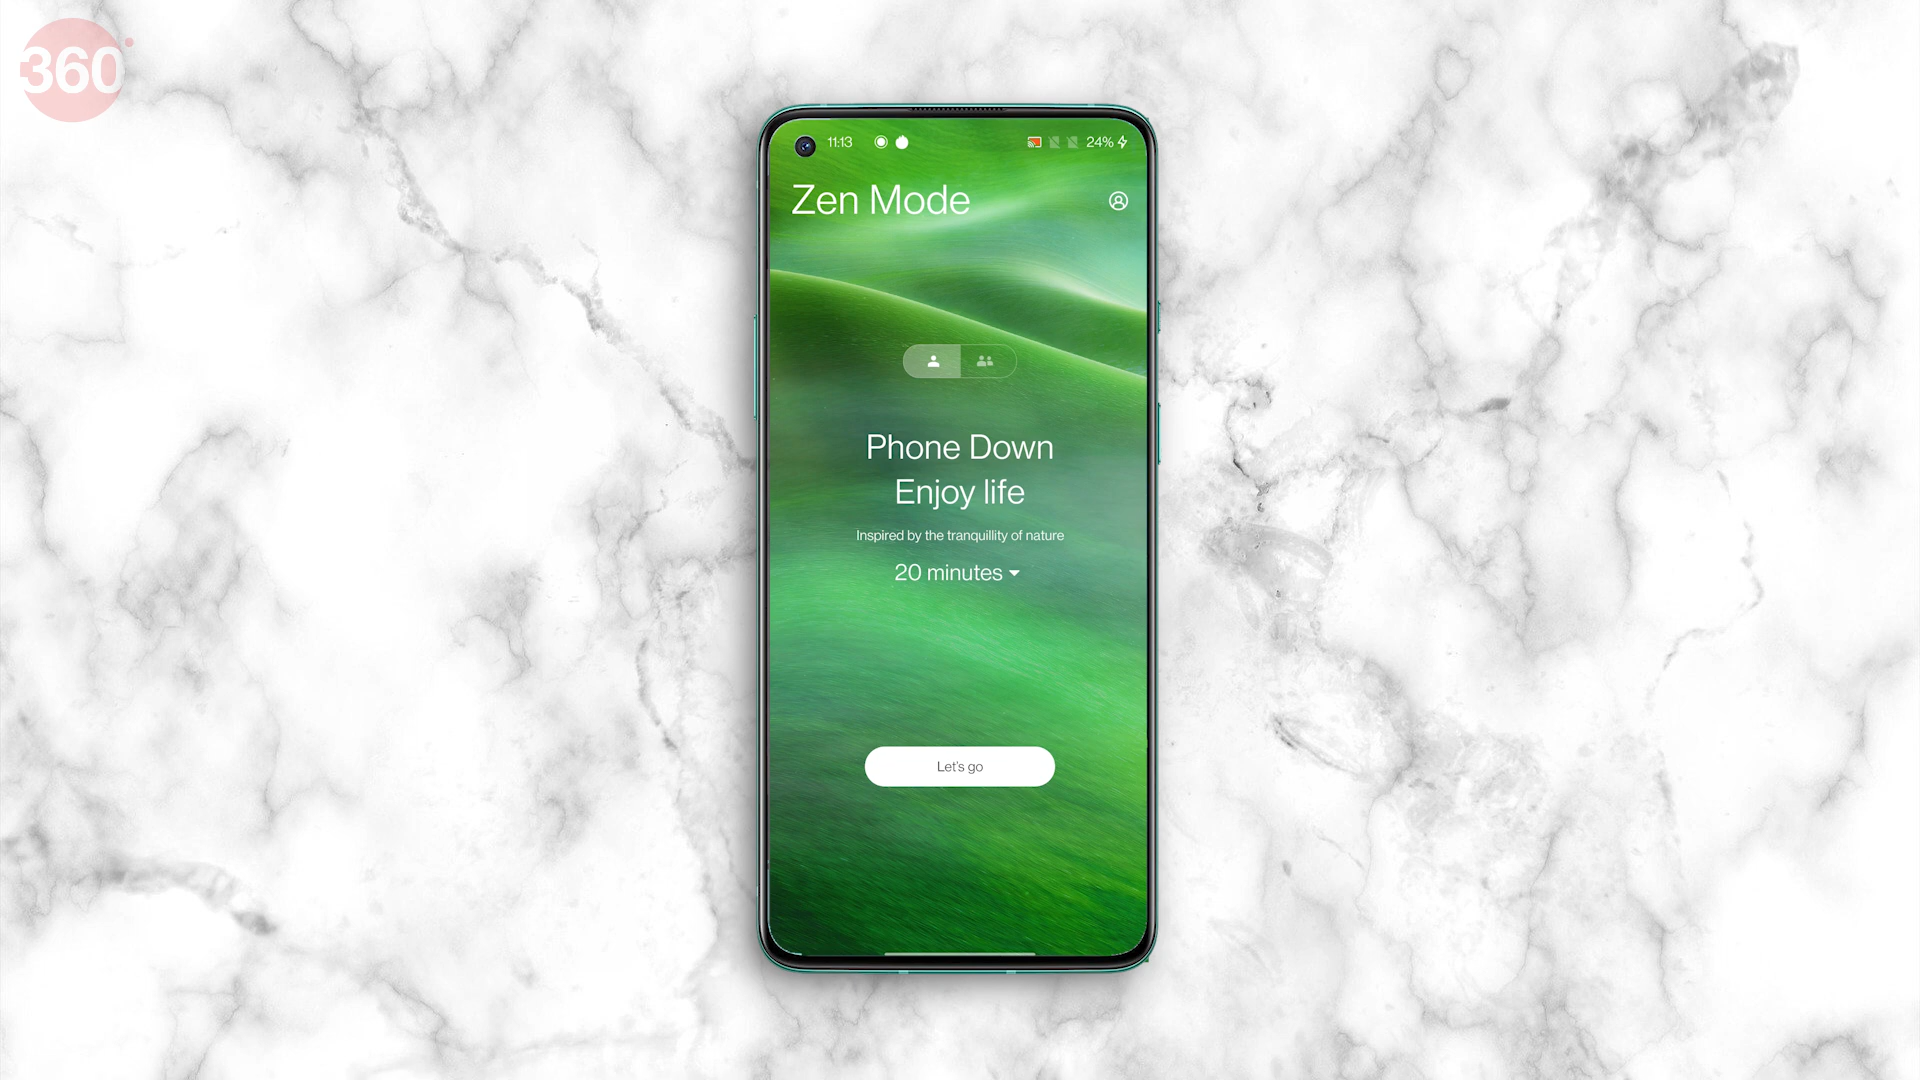 360°
11:13
24%
Zen Mode
Phone Down
Enjoy life
Inspired by the tranquillity of nature
20 minutes
Let's go